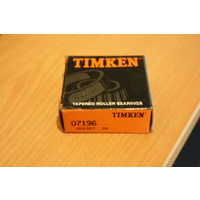 TIMKEN
TAPERED ROLLER BEARINGS
TIMKEN
07196